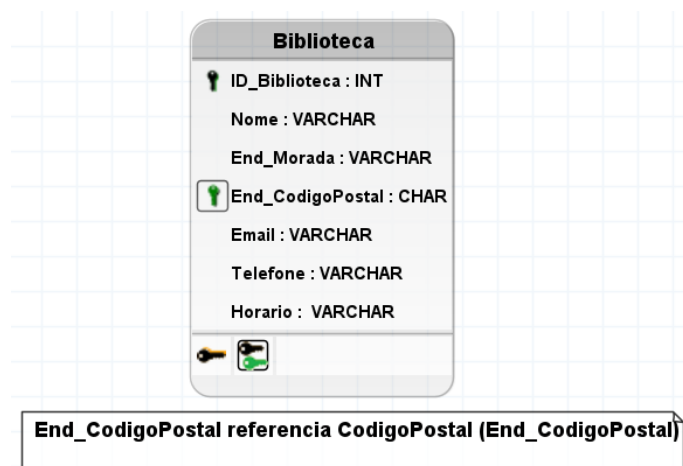 Biblioteca
ID_Biblioteca : INT
Nome : VARCHAR
End_Morada : VARCHAR
End_CodigoPostal : CHAR
Email : VARCHAR
Telefone : VARCHAR
Horario : VARCHAR
End_CodigoPostal referencia CodigoPostal (End_CodigoPostal)